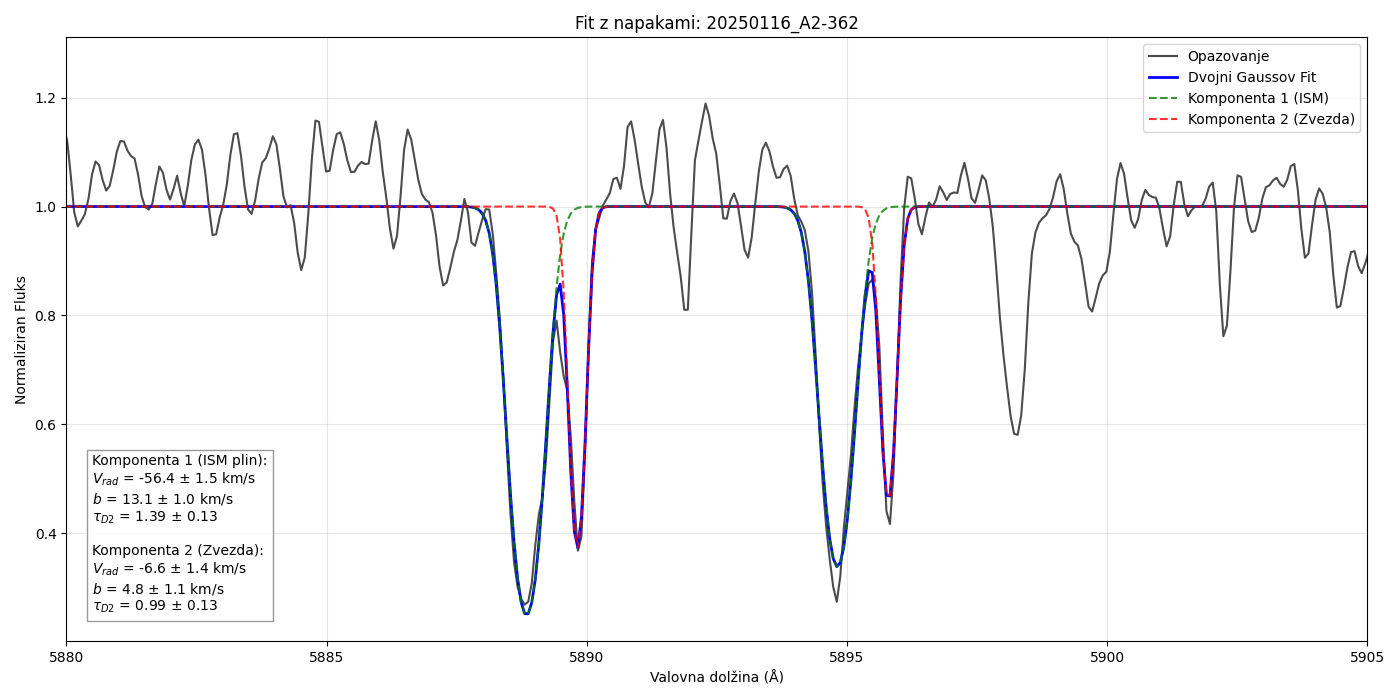 Fit z napakami: 20250116_A2-362
Opazovanje
Dvojni Gaussov Fit
Komponenta 1 (ISM)
Komponenta 2 (Zvezda)
Normaliziran Fluks
1.2
1.0
0.8
0.6
0.4
Komponenta 1 (ISM plin):
V_rad = -56.4 ± 1.5 km/s
b = 13.1 ± 1.0 km/s
τ_D2 = 1.39 ± 0.13
Komponenta 2 (Zvezda):
V_rad = -6.6 ± 1.4 km/s
b = 4.8 ± 1.1 km/s
τ_D2 = 0.99 ± 0.13
5880 5885 5890 5895 5900 5905
Valovna dolžina (Å)